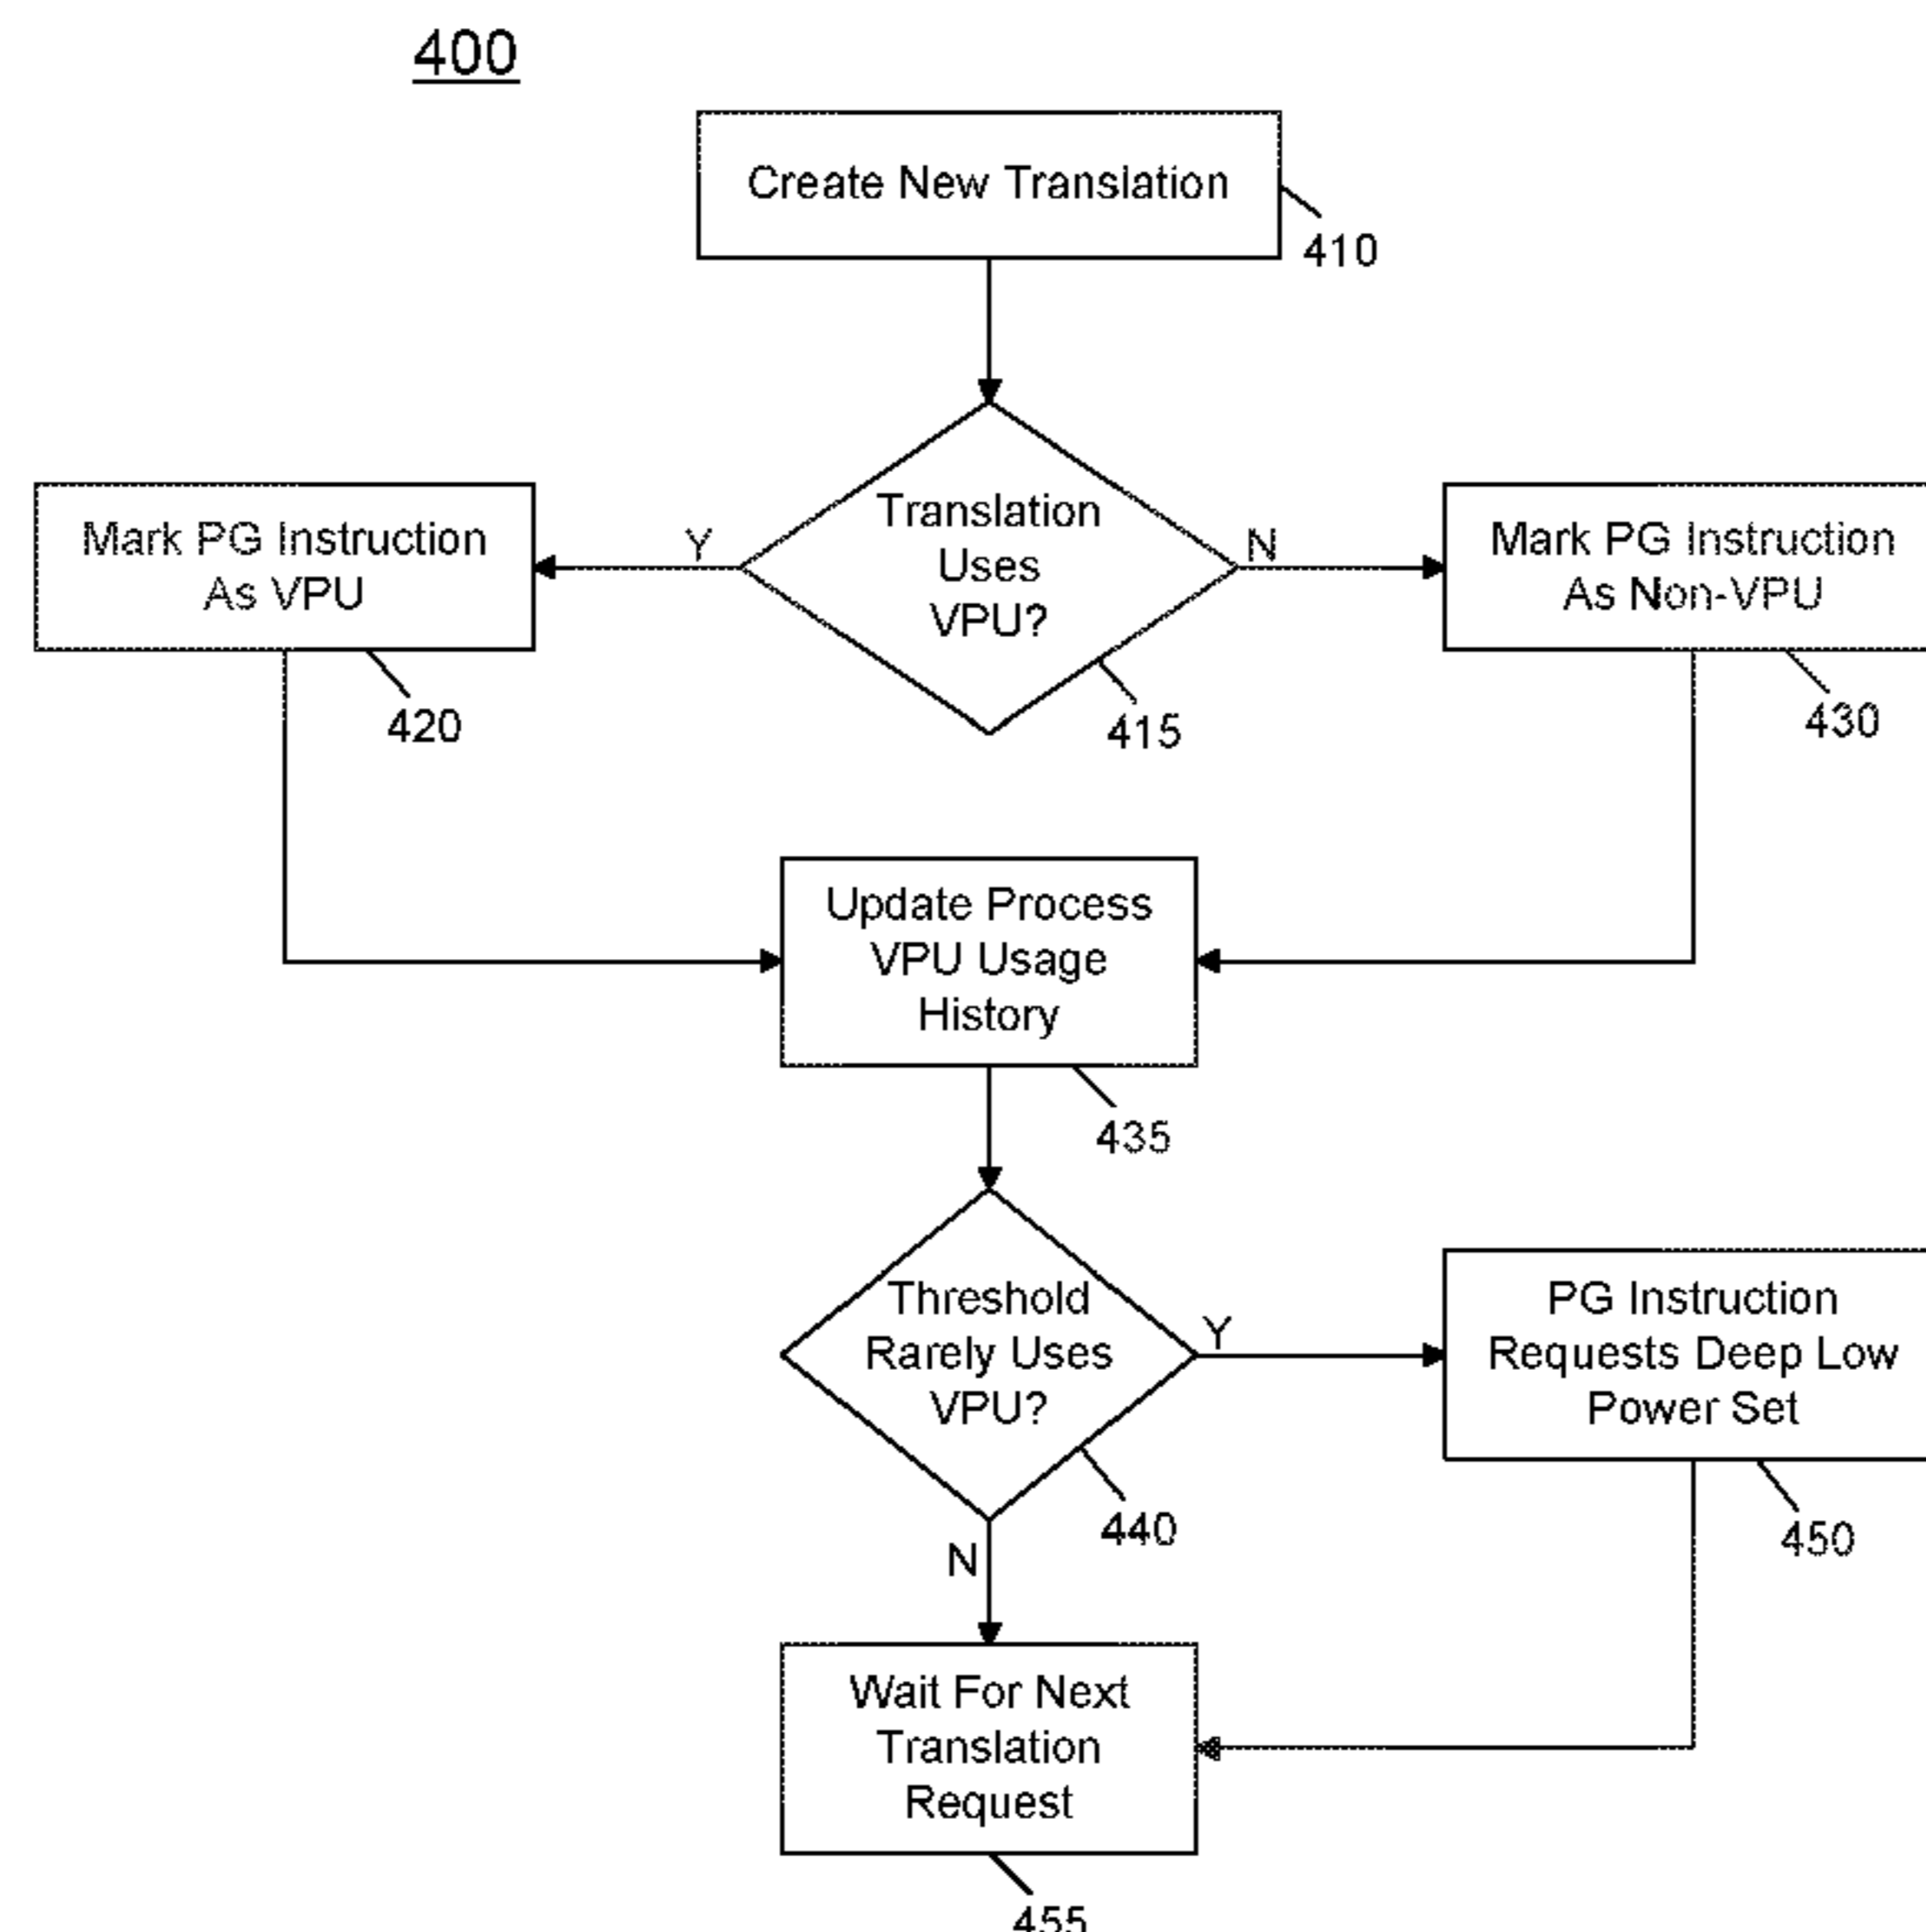 400
Create New Translation
410
Translation
Uses
VPU?
415
Y
N
Mark PG Instruction
As VPU
420
Mark PG Instruction
As Non-VPU
430
Update Process
VPU Usage
History
435
Threshold
Rarely Uses
VPU?
440
Y
N
PG Instruction
Requests Deep Low
Power Set
450
Wait For Next
Translation
Request
455